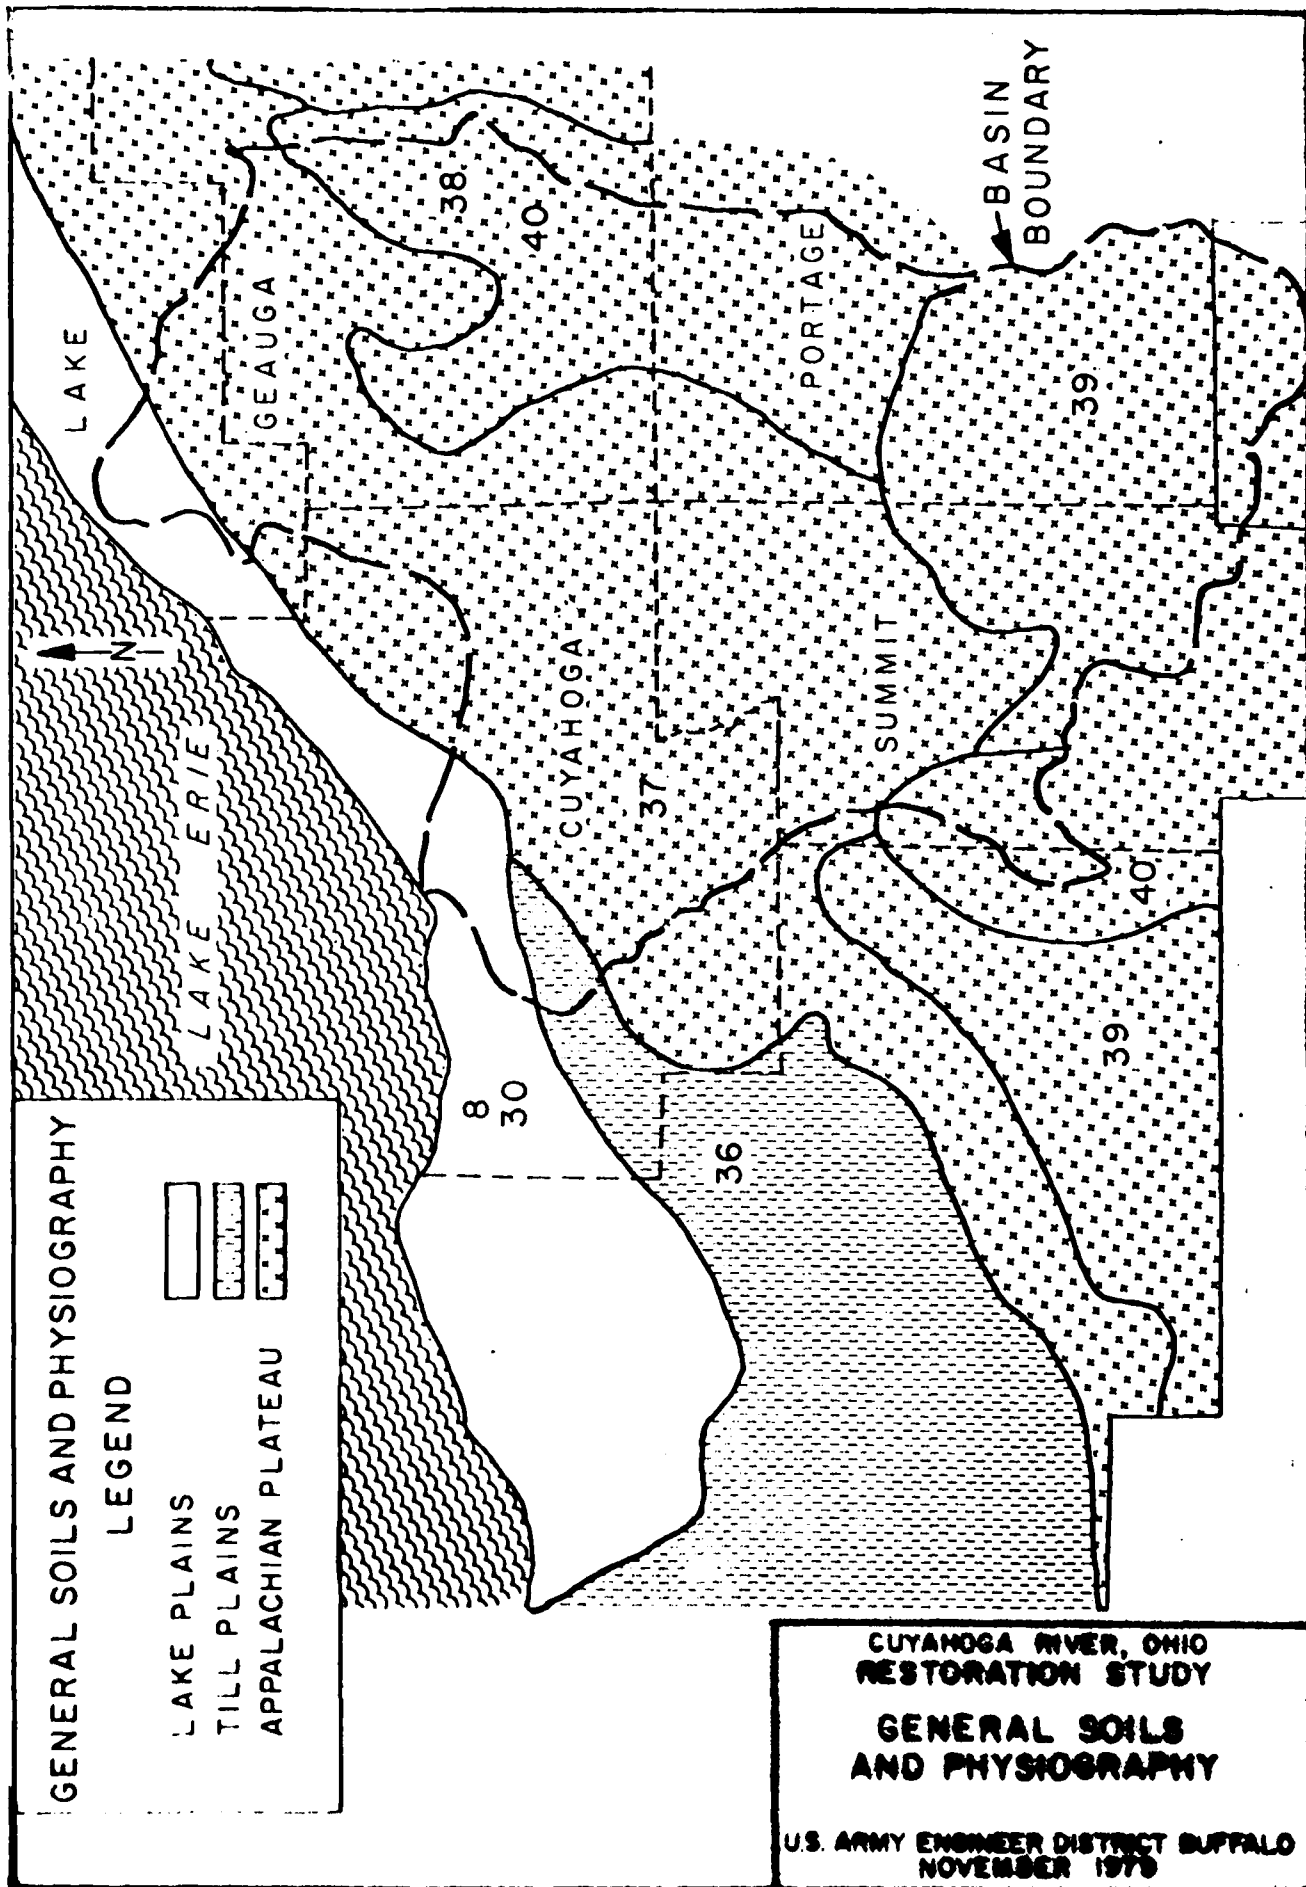 GENERAL SOILS AND PHYSIOGRAPHY
LEGEND
LAKE PLAINS
TILL PLAINS
APPALACHIAN PLATEAU
LAKE ERIE
N
LAKE
GEAUGA
CUYAHOGA
PORTAGE
SUMMIT
BASIN
BOUNDARY
8
30
36
37
38
40
39
40
39
CUYAHOGA RIVER, OHIO
RESTORATION STUDY
GENERAL SOILS
AND PHYSIOGRAPHY
U.S. ARMY ENGINEER DISTRICT BUFFALO
NOVEMBER 1979